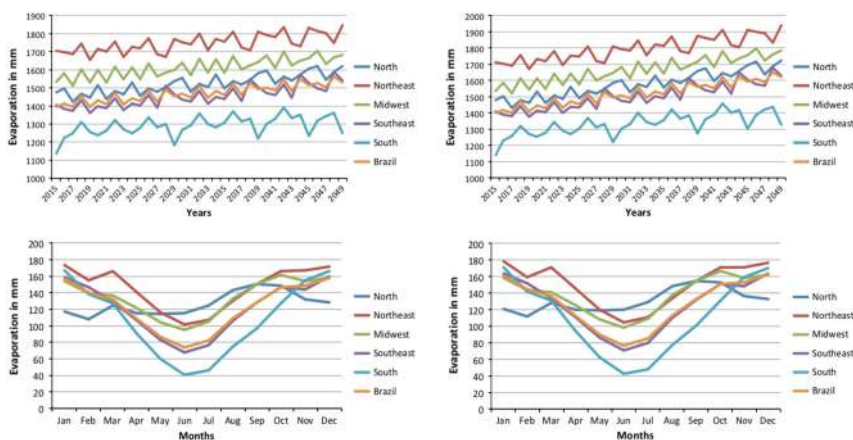 1900
1800
1700
1600
1500
1400
1300
1200
1100
1000
Evaporation in mm
2015
2017
2019
2021
2023
2025
2027
2029
2031
2033
2035
2037
2039
2041
2043
2045
2047
2049
Years
North
Northeast
Midwest
Southeast
South
Brazil
2000
1900
1800
1700
1600
1500
1400
1300
1200
1100
1000
Evaporation in mm
2015
2017
2019
2021
2023
2025
2027
2029
2031
2033
2035
2037
2039
2041
2043
2045
2047
2049
Years
North
Northeast
Midwest
Southeast
South
Brazil
200
180
160
140
120
100
80
60
40
20
0
Evaporation in mm
Jan Feb Mar Apr May Jun Jul Aug Sep Oct Nov Dec
Months
North
Northeast
Midwest
Southeast
South
Brazil
200
180
160
140
120
100
80
60
40
20
0
Evaporation in mm
Jan Feb Mar Apr May Jun Jul Aug Sep Oct Nov Dec
Months
North
Northeast
Midwest
Southeast
South
Brazil